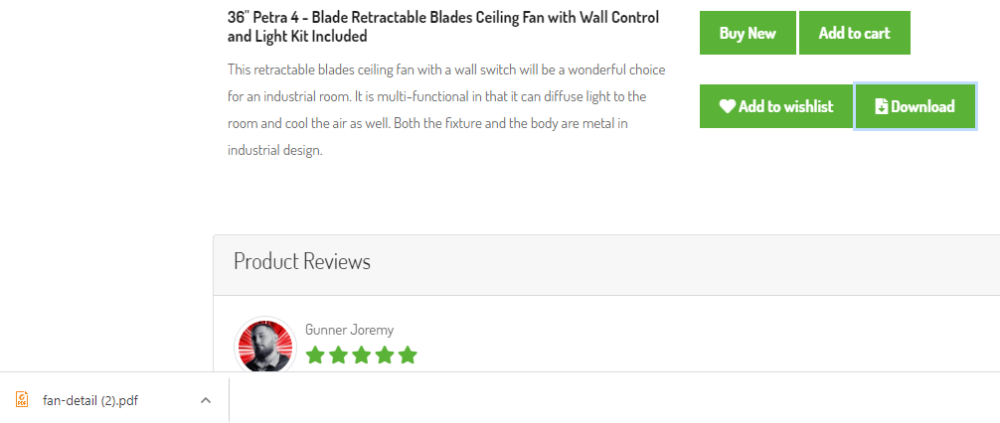 36" Petra 4 - Blade Retractable Blades Ceiling Fan with Wall Control
and Light Kit Included
This retractable blades ceiling fan with a wall switch will be a wonderful choice
for an industrial room. It is multi-functional in that it can diffuse light to the
room and cool the air as well. Both the fixture and the body are metal in
industrial design.
Buy New
Add to cart
Add to wishlist
Download
Product Reviews
Gunner Joremy
G
PDF
fan-detail (2).pdf